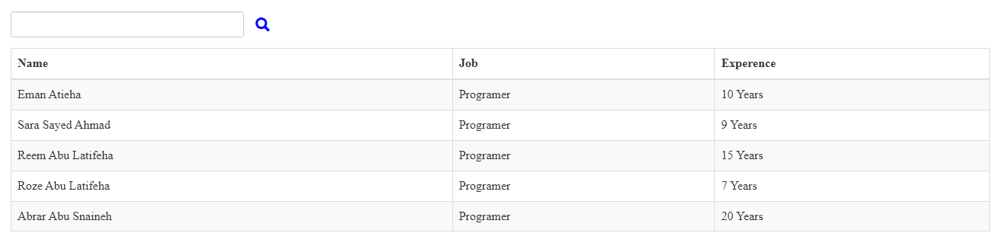 Name Job Experence
Eman Atieha Programer 10 Years
Sara Sayed Ahmad Programer 9 Years
Reem Abu Latifeha Programer 15 Years
Roze Abu Latifeha Programer 7 Years
Abrar Abu Snaineh Programer 20 Years